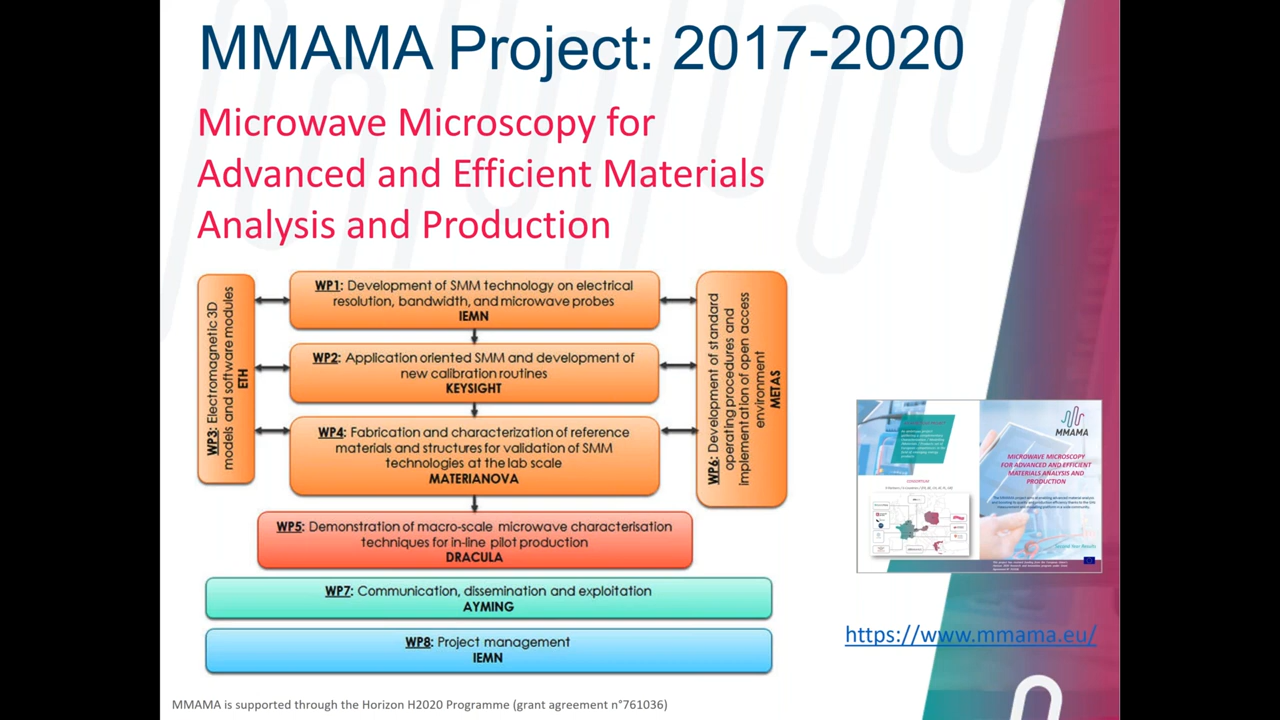 MMAMA Project: 2017-2020
Microwave Microscopy for
Advanced and Efficient Materials
Analysis and Production
WP3: Electromagnetic 3D
models and software modules
ETH
WP1: Development of SMM technology on electrical
resolution, bandwidth, and microwave probes
IEMN
WP2: Application oriented SMM and development of
new calibration routines
KEYSIGHT
WP4: Fabrication and characterization of reference
materials and structures for validation of SMM
technologies at the lab scale
MATERIANOVA
WP6: Development of standard
operating procedures and
Implementation of open access
environment
METAS
WP5: Demonstration of macro-scale microwave characterisation
techniques for in-line pilot production
DRACULA
WP7: Communication, dissemination and exploitation
AYMING
WP8: Project management
IEMN
MMAMA
MICROWAVE MICROSCOPY
FOR ADVANCED AND EFFICIENT
MATERIALS ANALYSIS AND
PRODUCTION
https://www.mmama.eu/
MMAMA is supported through the Horizon H2020 Programme (grant agreement n°761036)